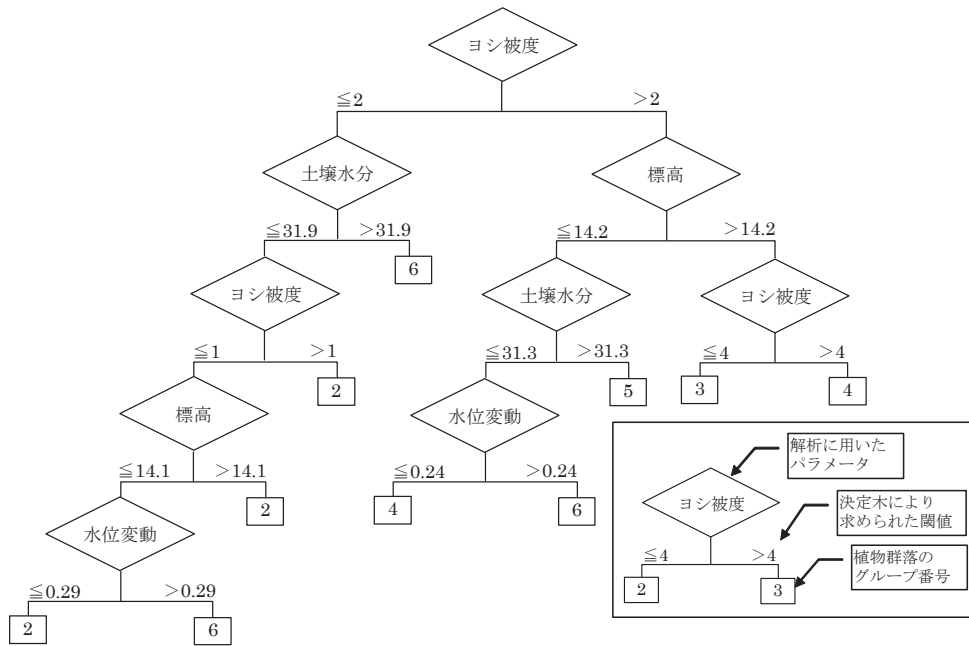 ヨシ被度
≦2
>2
土壌水分
標高
≦31.9
>31.9
≦14.2
>14.2
6
ヨシ被度
土壌水分
ヨシ被度
≦1
>1
≦31.3
>31.3
≦4
>4
2
5
3
4
標高
水位変動
≦14.1
>14.1
≦0.24
>0.24
2
4
6
水位変動
≦0.29
>0.29
2
6
解析に用いた
パラメータ
ヨシ被度
決定木により
求められた閾値
≦4
>4
植物群落の
グループ番号
2
3